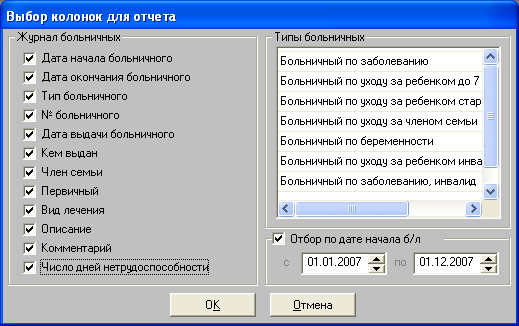 Выбор колонок для отчета
Журнал больничных
Дата начала больничного
Дата окончания больничного
Тип больничного
№ больничного
Дата выдачи больничного
Кем выдан
Член семьи
Первичный
Вид лечения
Описание
Комментарий
Число дней нетрудоспособности
Типы больничных
Больничный по заболеванию
Больничный по уходу за ребенком до 7
Больничный по уходу за ребенком стар
Больничный по уходу за членом семьи
Больничный по беременности
Больничный по уходу за ребенком инва
Больничный по заболеванию, инвалид
Отбор по дате начала б/л
с 01.01.2007 по 01.12.2007
OK Отмена